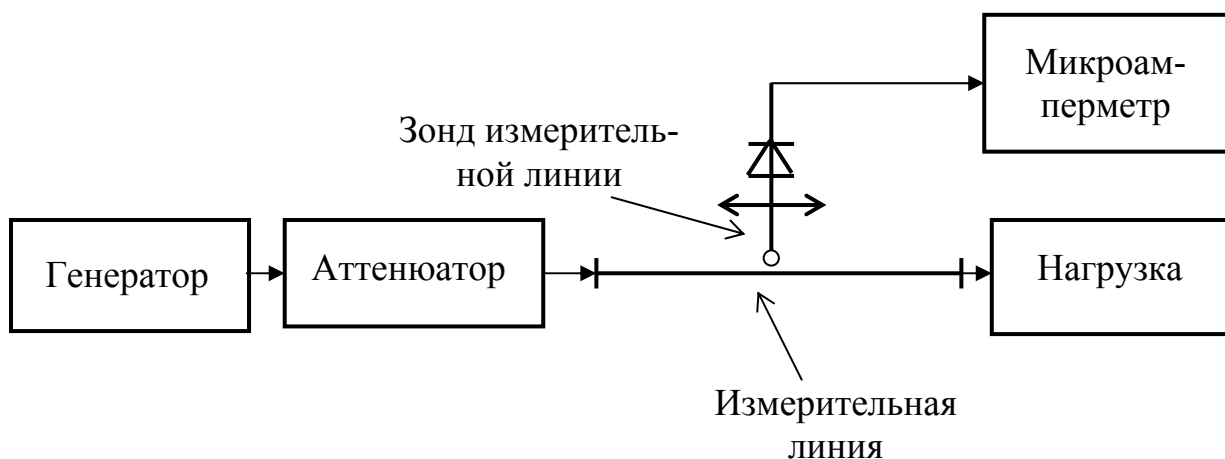 Микроам-
перметр
Зонд измеритель-
ной линии
Генератор
Аттенюатор
Нагрузка
Измерительная
линия